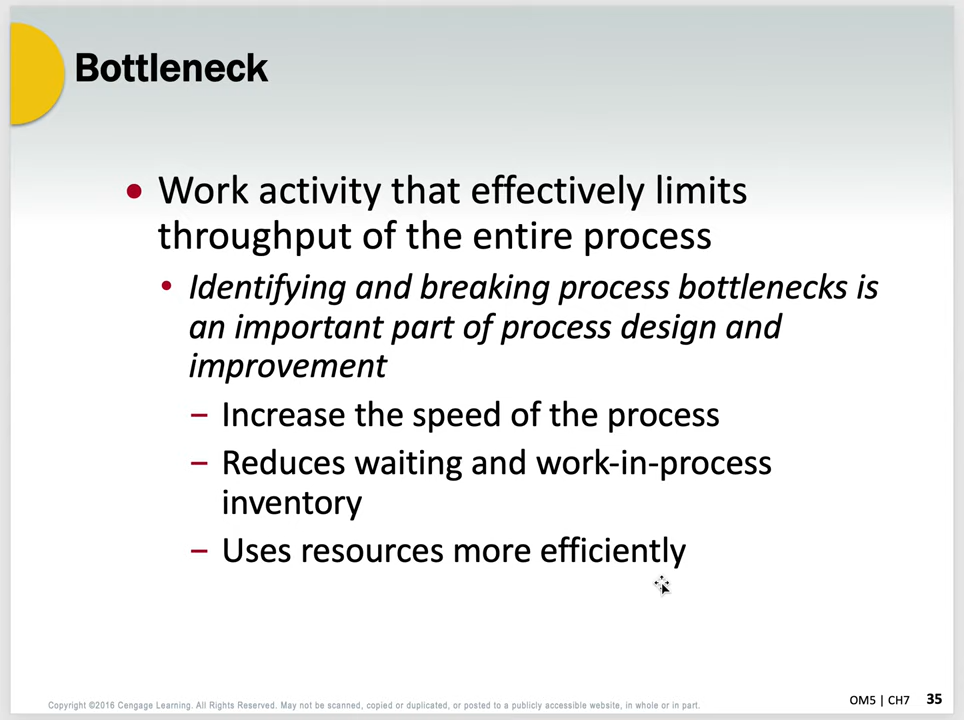 Bottleneck
• Work activity that effectively limits
throughput of the entire process
• Identifying and breaking process bottlenecks is
an important part of process design and
improvement
– Increase the speed of the process
– Reduces waiting and work-in-process
inventory
– Uses resources more efficiently
Copyright ©2016 Cengage Learning. All Rights Reserved. May not be scanned, copied or duplicated, or posted to a publicly accessible website, in whole or in part.
OM5 | CH7 35